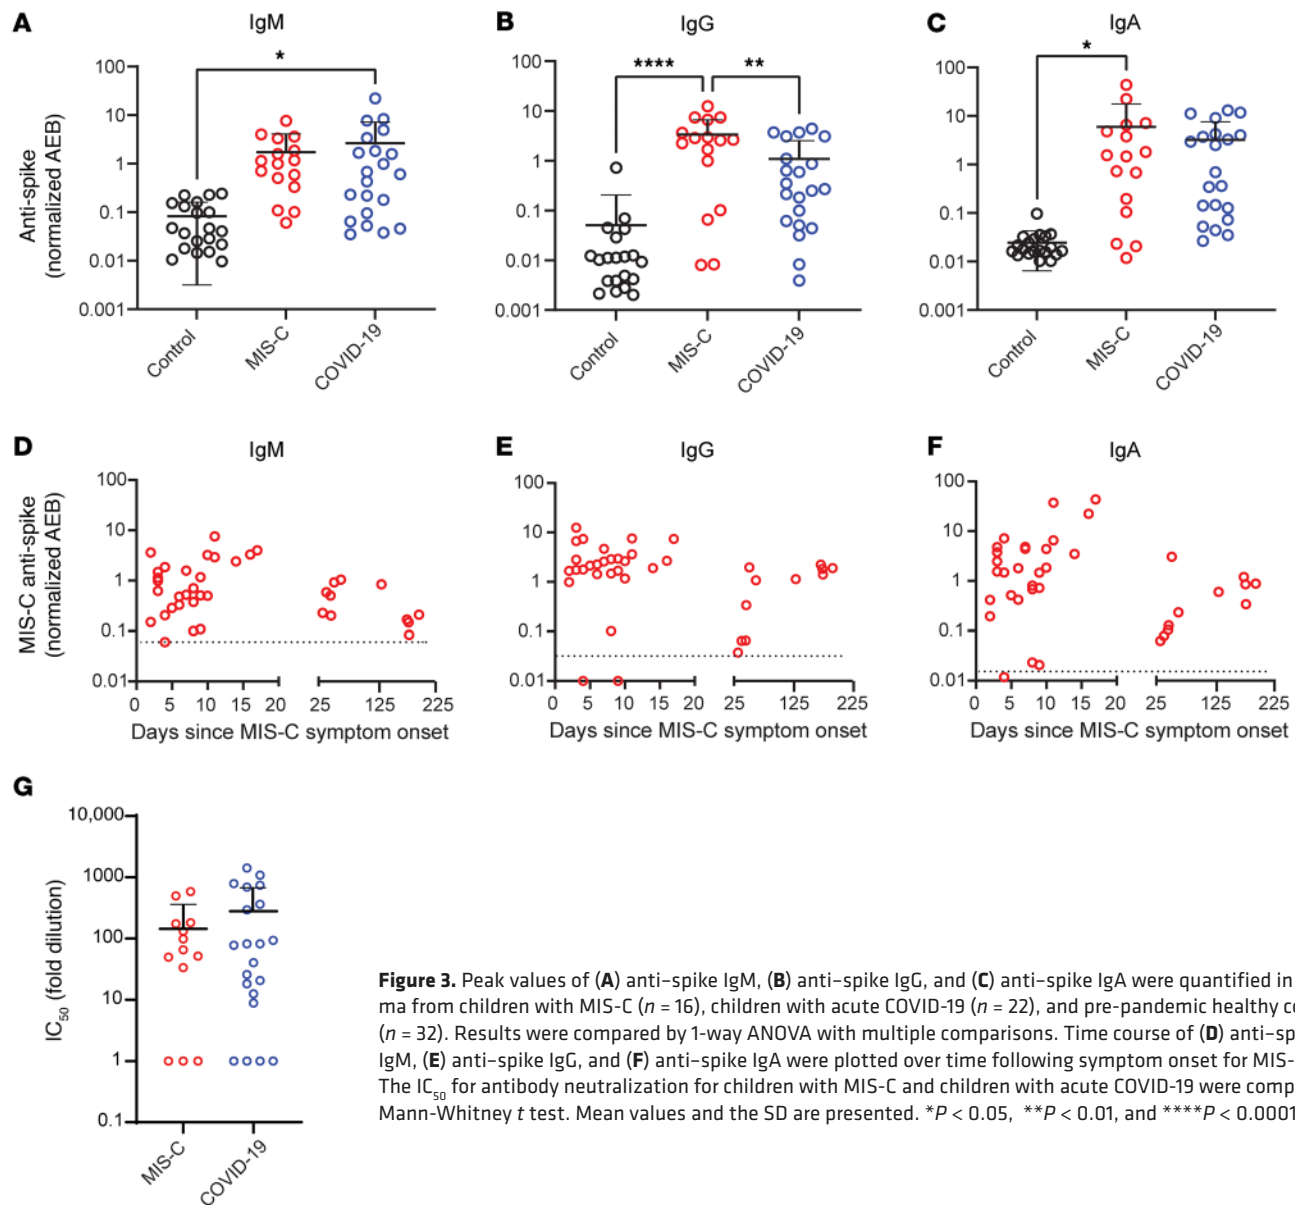 A
IgM
B
IgG
C
IgA
Anti-spike
(normalized AEB)
100
10
1
0.1
0.01
0.001
*
Control
MIS-C
COVID-19
100
10
1
0.1
0.01
0.001
****
**
Control
MIS-C
COVID-19
100
10
1
0.1
0.01
0.001
*
Control
MIS-C
COVID-19
D
IgM
E
IgG
F
IgA
MIS-C anti-spike
(normalized AEB)
100
10
1
0.1
0.01
0 5 10 15 20 25 125 225
Days since MIS-C symptom onset
100
10
1
0.1
0.01
0 5 10 15 20 25 125 225
Days since MIS-C symptom onset
100
10
1
0.1
0.01
0 5 10 15 20 25 125 225
Days since MIS-C symptom onset
G
IC50 (fold dilution)
10,000
1000
100
10
1
0.1
MIS-C
COVID-19
Figure 3. Peak values of (A) anti–spike IgM, (B) anti–spike IgG, and (C) anti–spike IgA were quantified in
ma from children with MIS-C (n = 16), children with acute COVID-19 (n = 22), and pre-pandemic healthy
(n = 32). Results were compared by 1-way ANOVA with multiple comparisons. Time course of (D)
IgM, (E) anti–spike IgG, and (F) anti–spike IgA were plotted over time following symptom onset for MIS-
The IC50 for antibody neutralization for children with MIS-C and children with acute COVID-19 were
Mann-Whitney t test. Mean values and the SD are presented. *P < 0.05, **P < 0.01, and ****P < 0.0001